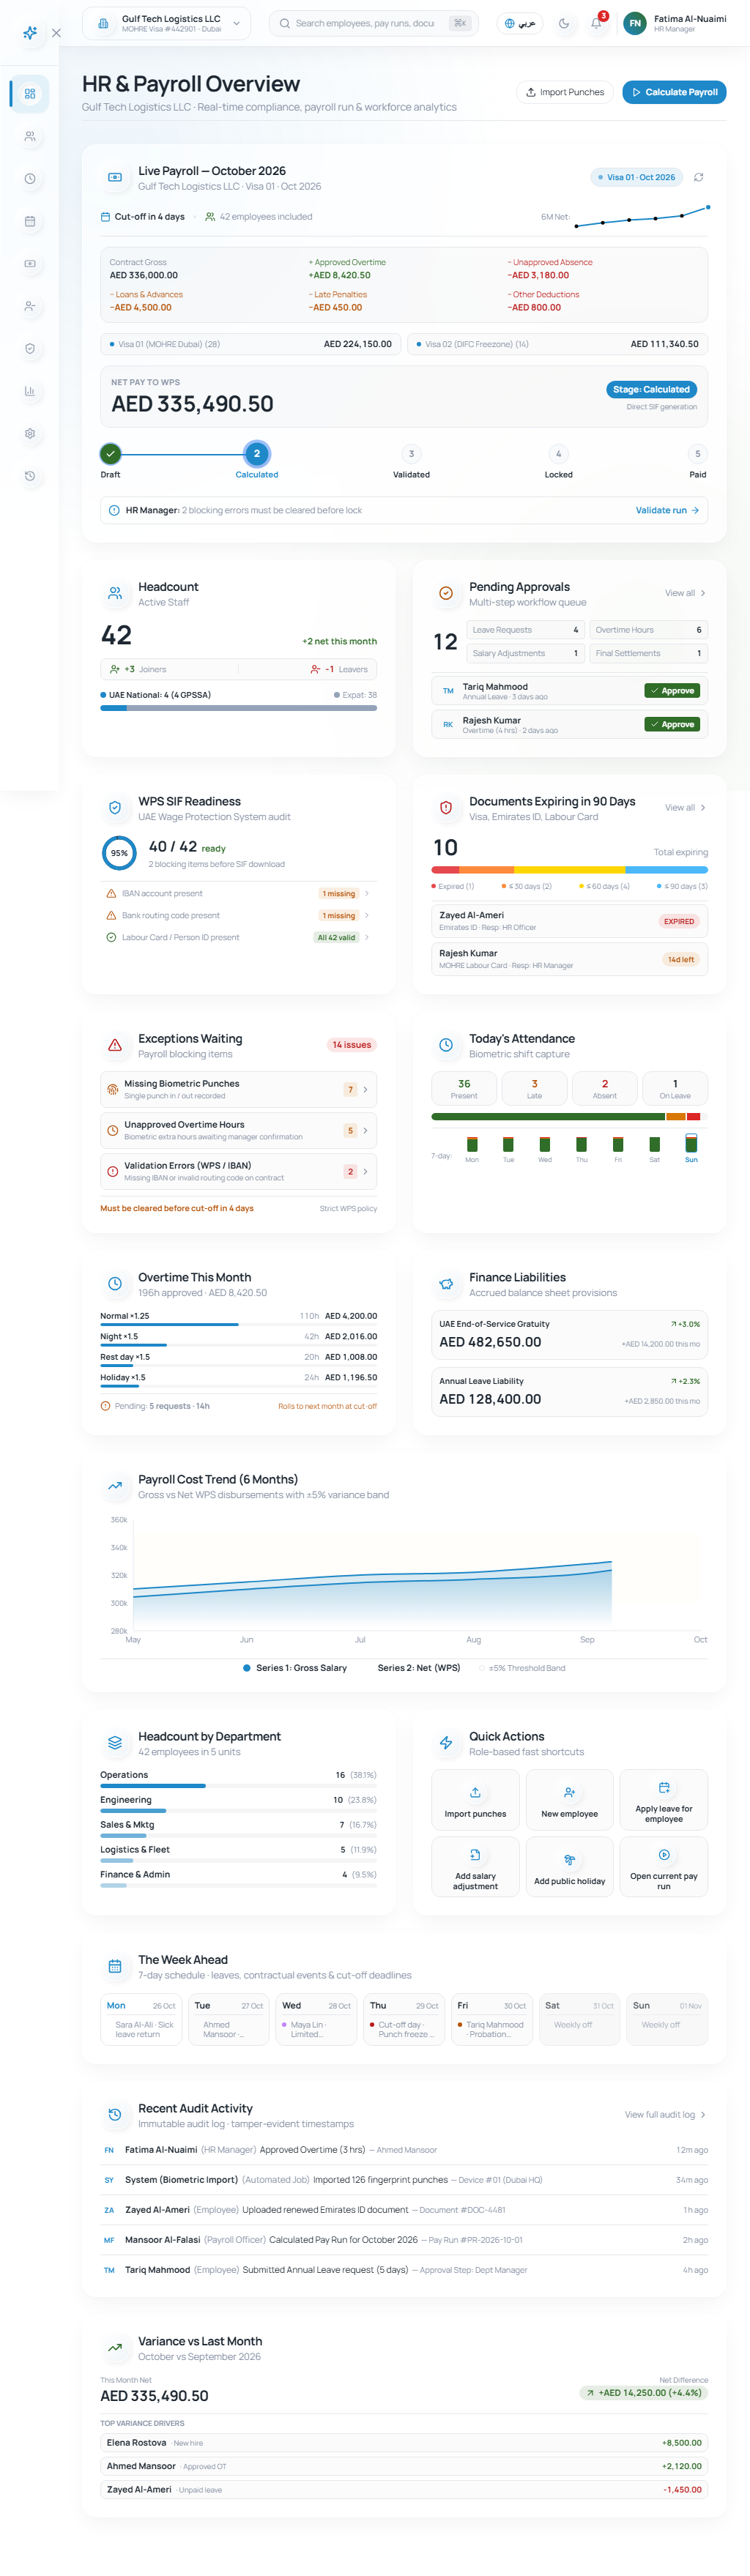 Gulf Tech Logistics LLC
MOHRE Visa #442901 · Dubai
Search employees, pay runs, docu
⌘K
عربي
3
FN
Fatima Al-Nuaimi
HR Manager
HR & Payroll Overview
Gulf Tech Logistics LLC · Real-time compliance, payroll run & workforce analytics
Import Punches
Calculate Payroll
Live Payroll — October 2026
Gulf Tech Logistics LLC · Visa 01 · Oct 2026
Visa 01 · Oct 2026
Cut-off in 4 days · 42 employees included
6M Net:
Contract Gross
AED 336,000.00
+ Approved Overtime
+AED 8,420.50
− Unapproved Absence
−AED 3,180.00
− Loans & Advances
−AED 4,500.00
− Late Penalties
−AED 450.00
− Other Deductions
−AED 800.00
Visa 01 (MOHRE Dubai) (28) AED 224,150.00
Visa 02 (DIFC Freezone) (14) AED 111,340.50
NET PAY TO WPS
AED 335,490.50
Stage: Calculated
Direct SIF generation
2 3 4 5
Draft Calculated Validated Locked Paid
HR Manager: 2 blocking errors must be cleared before lock
Validate run
Headcount
Active Staff
42
+2 net this month
+3 Joiners
-1 Leavers
UAE National: 4 (4 GPSSA)
Expat: 38
Pending Approvals
Multi-step workflow queue
View all
12
Leave Requests 4
Overtime Hours 6
Salary Adjustments 1
Final Settlements 1
TM
Tariq Mahmood
Annual Leave · 3 days ago
Approve
RK
Rajesh Kumar
Overtime (4 hrs) · 2 days ago
Approve
WPS SIF Readiness
UAE Wage Protection System audit
95%
40 / 42 ready
2 blocking items before SIF download
IBAN account present 1 missing
Bank routing code present 1 missing
Labour Card / Person ID present All 42 valid
Documents Expiring in 90 Days
Visa, Emirates ID, Labour Card
View all
10
Total expiring
Expired (1) ≤ 30 days (2) ≤ 60 days (4) ≤ 90 days (3)
Zayed Al-Ameri
Emirates ID · Resp: HR Officer
EXPIRED
Rajesh Kumar
MOHRE Labour Card · Resp: HR Manager
14d left
Exceptions Waiting
Payroll blocking items
14 issues
Missing Biometric Punches
Single punch in / out recorded
7
Unapproved Overtime Hours
Biometric extra hours awaiting manager confirmation
5
Validation Errors (WPS / IBAN)
Missing IBAN or invalid routing code on contract
2
Must be cleared before cut-off in 4 days
Strict WPS policy
Today's Attendance
Biometric shift capture
36 3 2 1
Present Late Absent On Leave
7-day:
Mon Tue Wed Thu Fri Sat Sun
Overtime This Month
196h approved · AED 8,420.50
Normal ×1.25 110h AED 4,200.00
Night ×1.5 42h AED 2,016.00
Rest day ×1.5 20h AED 1,008.00
Holiday ×1.5 24h AED 1,196.50
Pending: 5 requests · 14h
Rolls to next month at cut-off
Finance Liabilities
Accrued balance sheet provisions
UAE End-of-Service Gratuity
+3.0%
AED 482,650.00
+AED 14,200.00 this mo
Annual Leave Liability
+2.3%
AED 128,400.00
+AED 2,850.00 this mo
Payroll Cost Trend (6 Months)
Gross vs Net WPS disbursements with ±5% variance band
360k
340k
320k
300k
280k
May Jun Jul Aug Sep Oct
Series 1: Gross Salary Series 2: Net (WPS) ±5% Threshold Band
Headcount by Department
42 employees in 5 units
Operations 16 (38.1%)
Engineering 10 (23.8%)
Sales & Mktg 7 (16.7%)
Logistics & Fleet 5 (11.9%)
Finance & Admin 4 (9.5%)
Quick Actions
Role-based fast shortcuts
Import punches
New employee
Apply leave for
employee
Add salary
adjustment
Add public holiday
Open current pay
run
The Week Ahead
7-day schedule · leaves, contractual events & cut-off deadlines
Mon 26 Oct
Sara Al-Ali · Sick
leave return
Tue 27 Oct
Ahmed
Mansoor ·...
Wed 28 Oct
Maya Lin ·
Limited...
Thu 29 Oct
Cut-off day ·
Punch freeze ...
Fri 30 Oct
Tariq Mahmood
· Probation...
Sat 31 Oct
Weekly off
Sun 01 Nov
Weekly off
Recent Audit Activity
Immutable audit log · tamper-evident timestamps
View full audit log
FN Fatima Al-Nuaimi (HR Manager) Approved Overtime (3 hrs) — Ahmed Mansoor 12m ago
SY System (Biometric Import) (Automated Job) Imported 126 fingerprint punches — Device #01 (Dubai HQ) 34m ago
ZA Zayed Al-Ameri (Employee) Uploaded renewed Emirates ID document — Document #DOC-4481 1h ago
MF Mansoor Al-Falasi (Payroll Officer) Calculated Pay Run for October 2026 — Pay Run #PR-2026-10-01 2h ago
TM Tariq Mahmood (Employee) Submitted Annual Leave request (5 days) — Approval Step: Dept Manager 4h ago
Variance vs Last Month
October vs September 2026
This Month Net
AED 335,490.50
Net Difference
+AED 14,250.00 (+4.4%)
TOP VARIANCE DRIVERS
Elena Rostova · New hire +8,500.00
Ahmed Mansoor · Approved OT +2,120.00
Zayed Al-Ameri · Unpaid leave -1,450.00